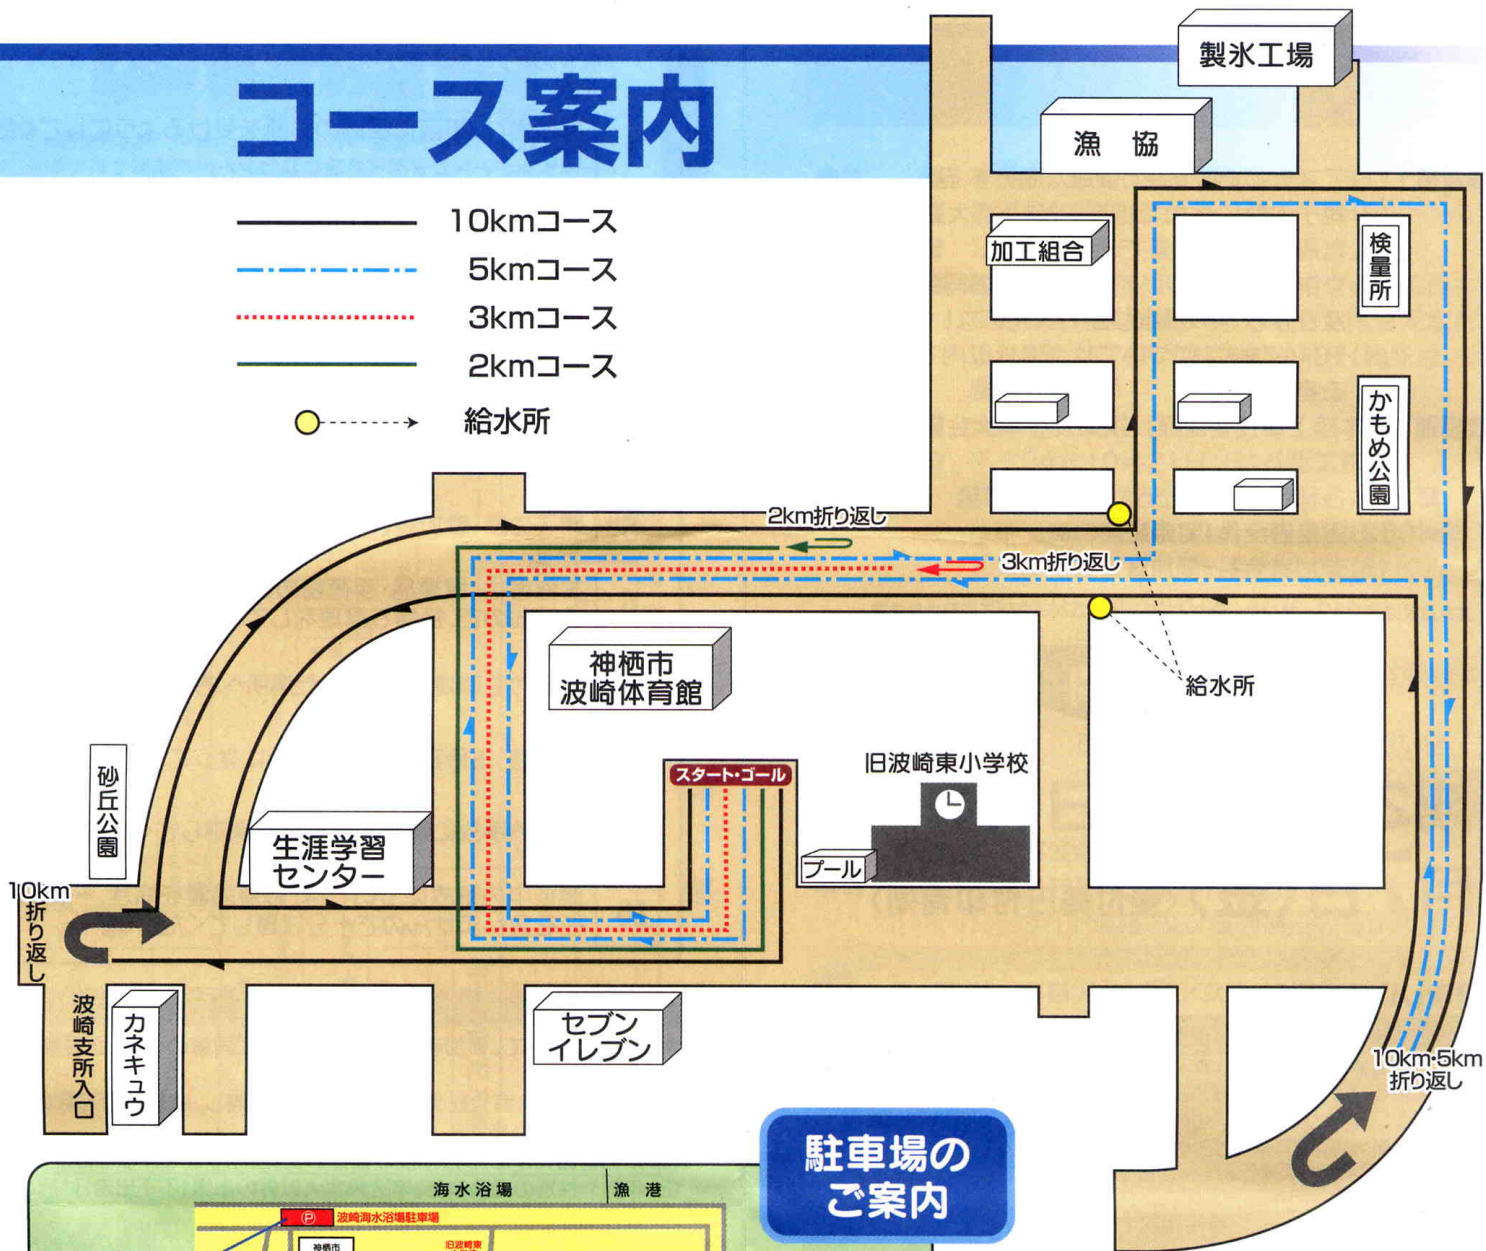 コース案内
10kmコース
5kmコース
3kmコース
2kmコース
給水所
製氷工場
漁 協
加工組合
検量所
かもめ公園
2km折り返し
3km折り返し
給水所
神栖市
波崎体育館
スタート・ゴール
旧波崎東小学校
プール
砂丘公園
生涯学習
センター
10km
折り返し
波崎支所入口
カネキュウ
セブン
イレブン
10km・5km
折り返し
駐車場の
ご案内
海水浴場
漁 港
Ⓟ 波崎海水浴場駐車場
神栖市
旧波崎東